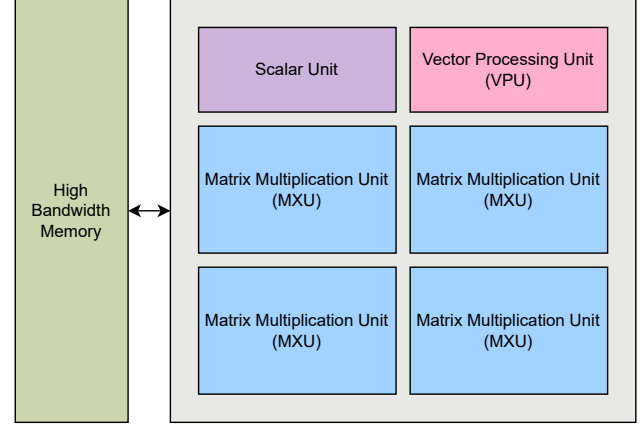 Scalar Unit
Vector Processing Unit
(VPU)
High
Bandwidth
Memory
Matrix Multiplication Unit
(MXU)
Matrix Multiplication Unit
(MXU)
Matrix Multiplication Unit
(MXU)
Matrix Multiplication Unit
(MXU)